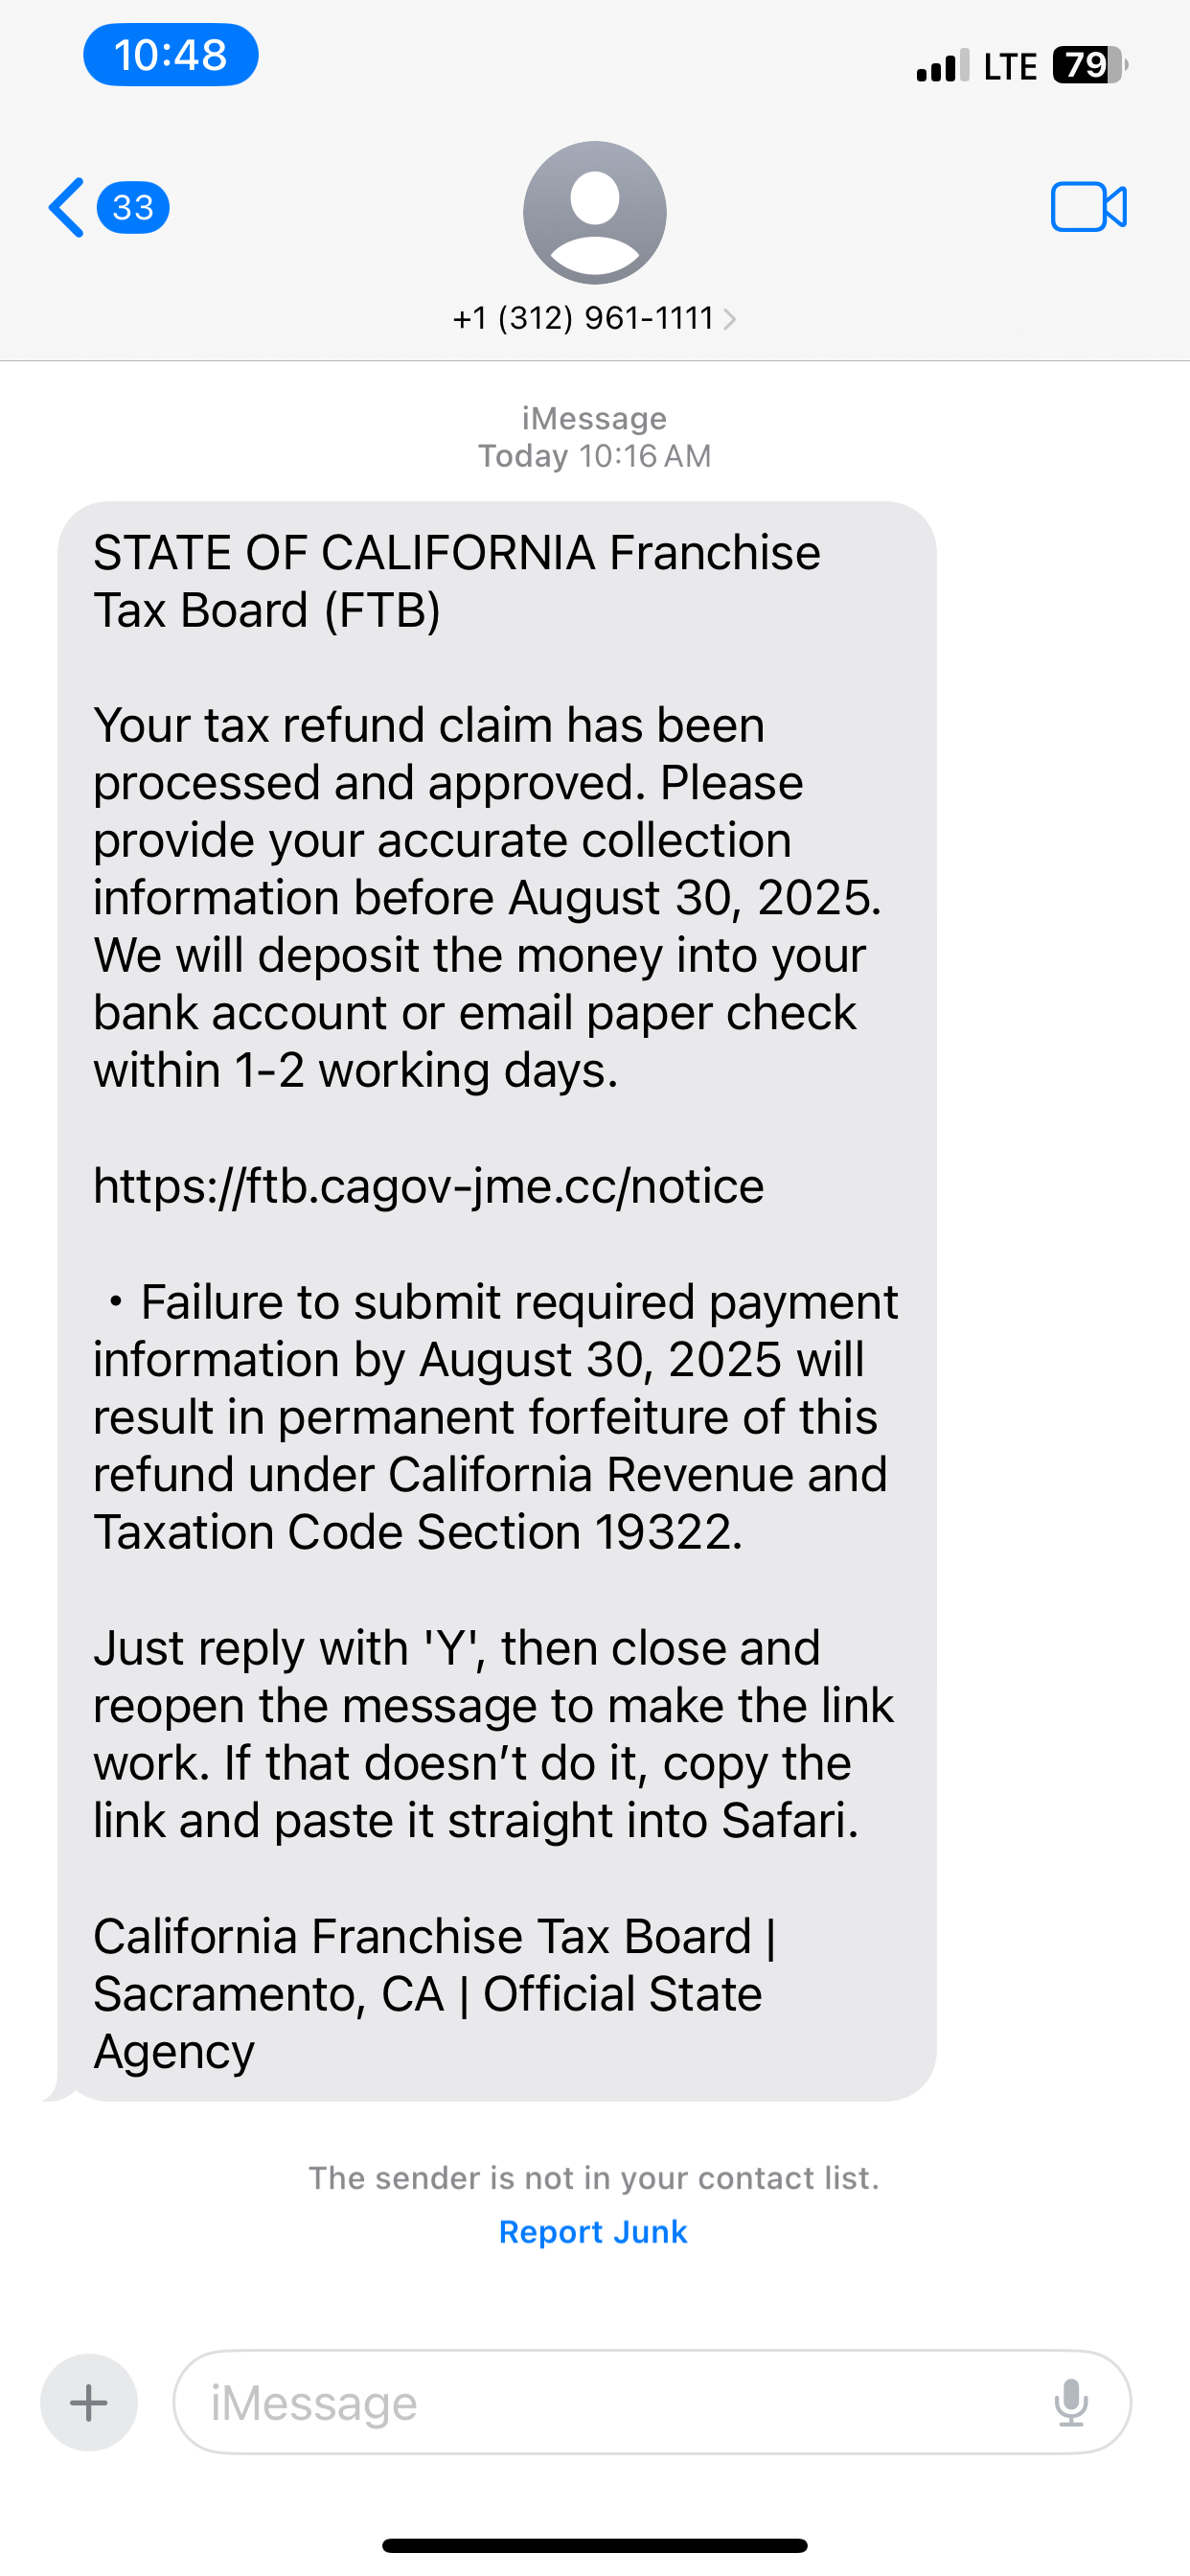 10:48
LTE 79
33
+1 (312) 961-1111
iMessage
Today 10:16 AM
STATE OF CALIFORNIA Franchise
Tax Board (FTB)
Your tax refund claim has been
processed and approved. Please
provide your accurate collection
information before August 30, 2025.
We will deposit the money into your
bank account or email paper check
within 1-2 working days.
https://ftb.cagov-jme.cc/notice
• Failure to submit required payment
information by August 30, 2025 will
result in permanent forfeiture of this
refund under California Revenue and
Taxation Code Section 19322.
Just reply with 'Y', then close and
reopen the message to make the link
work. If that doesn’t do it, copy the
link and paste it straight into Safari.
California Franchise Tax Board |
Sacramento, CA | Official State
Agency
The sender is not in your contact list.
Report Junk
iMessage